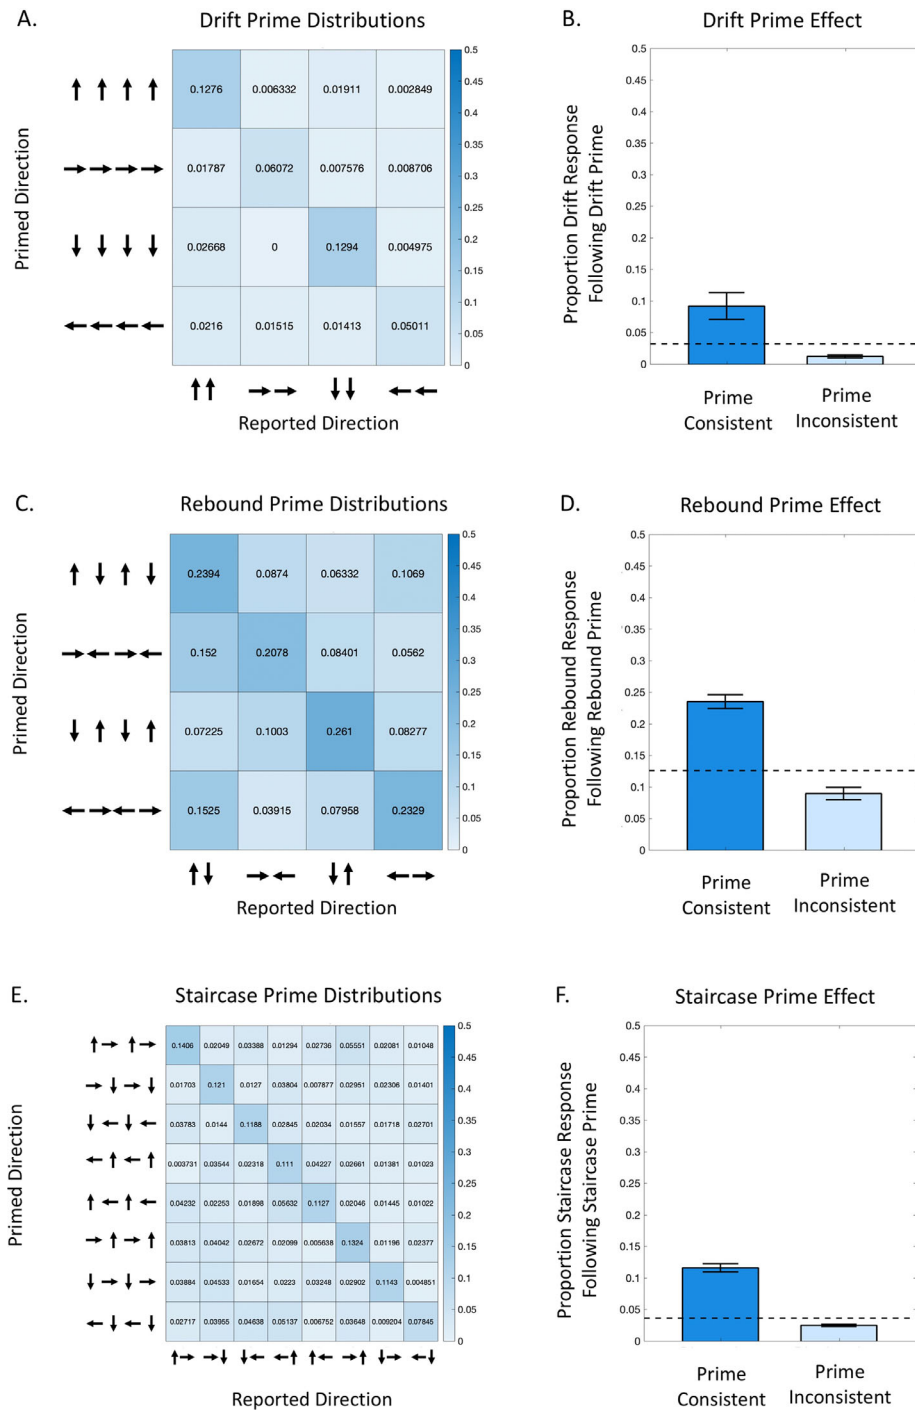 A.
Drift Prime Distributions
Primed Direction
0.1276 0.006332 0.01911 0.002849
0.01787 0.06072 0.007576 0.008706
0.02668 0 0.1294 0.004975
0.0216 0.01515 0.01413 0.05011
0.5
0.45
0.4
0.35
0.3
0.25
0.2
0.15
0.1
0.05
0
Reported Direction
B.
Drift Prime Effect
Proportion Drift Response
Following Drift Prime
0.5
0.45
0.4
0.35
0.3
0.25
0.2
0.15
0.1
0.05
0
Prime Prime
Consistent Inconsistent
C.
Rebound Prime Distributions
Primed Direction
0.2394 0.0874 0.06332 0.1069
0.152 0.2078 0.08401 0.0562
0.07225 0.1003 0.261 0.08277
0.1525 0.03915 0.07958 0.2329
0.5
0.45
0.4
0.35
0.3
0.25
0.2
0.15
0.1
0.05
0
Reported Direction
D.
Rebound Prime Effect
Proportion Rebound Response
Following Rebound Prime
0.5
0.45
0.4
0.35
0.3
0.25
0.2
0.15
0.1
0.05
0
Prime Prime
Consistent Inconsistent
E.
Staircase Prime Distributions
Primed Direction
0.1406 0.02049 0.03388 0.01294 0.02736 0.05551 0.02081 0.01048
0.01703 0.121 0.0127 0.03804 0.007877 0.02951 0.02306 0.01401
0.03783 0.0144 0.1188 0.02845 0.02034 0.01557 0.01718 0.02701
0.003731 0.03544 0.02318 0.111 0.04227 0.02661 0.01381 0.01023
0.04232 0.02253 0.01898 0.05632 0.1127 0.02046 0.01445 0.01022
0.03813 0.04042 0.02672 0.02099 0.005638 0.1324 0.01196 0.02377
0.03884 0.04533 0.01654 0.0223 0.03248 0.02902 0.1143 0.004851
0.02717 0.03955 0.04638 0.05137 0.006752 0.03648 0.009204 0.07845
0.5
0.45
0.4
0.35
0.3
0.25
0.2
0.15
0.1
0.05
0
Reported Direction
F.
Staircase Prime Effect
Proportion Staircase Response
Following Staircase Prime
0.5
0.45
0.4
0.35
0.3
0.25
0.2
0.15
0.1
0.05
0
Prime Prime
Consistent Inconsistent